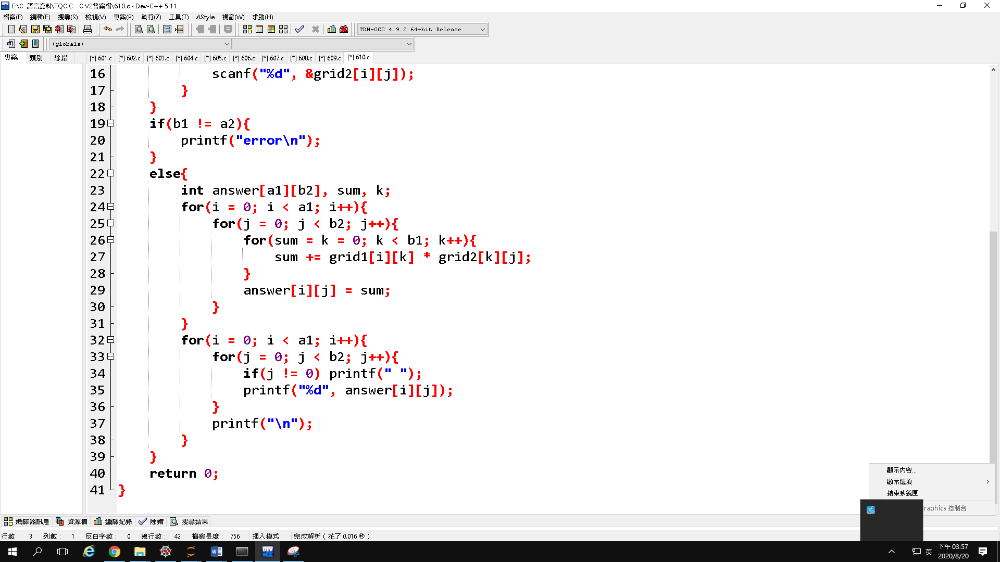 F:\C 語言資料\TQC C  C V2答案檔\610.c - Dev-C++ 5.11
檔案(F) 編輯(E) 搜尋(S) 檢視(V) 專案(P) 執行(Z) 工具(T) AStyle 視窗(W) 求助(H)
TDM-GCC 4.9.2 64-bit Release
(globals)
專案 類別 除錯 [*] 601.c [*] 602.c [*] 603.c [*] 604.c [*] 605.c [*] 606.c [*] 607.c [*] 608.c [*] 609.c [*] 610.c
16 scanf("%d", &grid2[i][j]);
17 }
18 }
19 if(b1 != a2){
20 printf("error\n");
21 }
22 else{
23 int answer[a1][b2], sum, k;
24 for(i = 0; i < a1; i++){
25 for(j = 0; j < b2; j++){
26 for(sum = k = 0; k < b1; k++){
27 sum += grid1[i][k] * grid2[k][j];
28 }
29 answer[i][j] = sum;
30 }
31 }
32 for(i = 0; i < a1; i++){
33 for(j = 0; j < b2; j++){
34 if(j != 0) printf(" ");
35 printf("%d", answer[i][j]);
36 }
37 printf("\n");
38 }
39 }
40 return 0;
41 }
顯示內容...
顯示選項
結束系統匣
raphics 控制台
編譯器訊息 資源檔 編譯紀錄 除錯 搜尋結果
行數： 3 列數： 1 反白字數： 0 總行數： 42 檔案長度： 756 插入模式 完成解析 ( 花了 0.016 秒 )
DEV
英
下午 03:57
2020/8/20